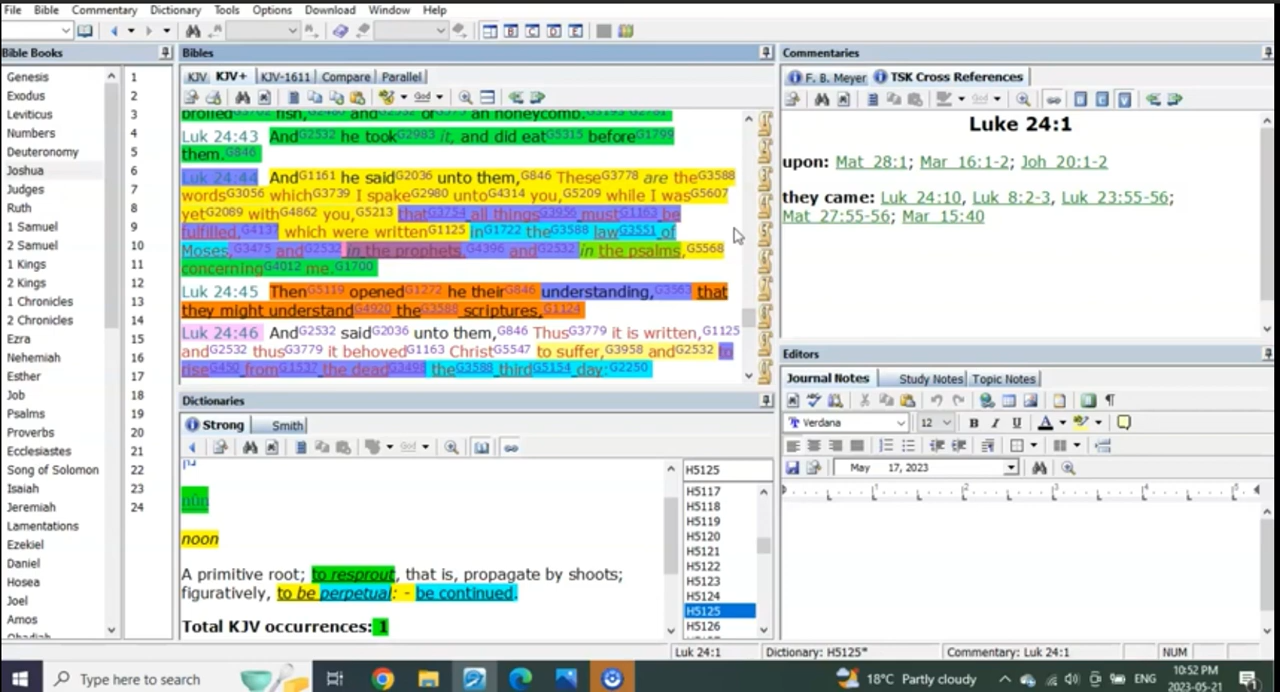 File Bible Commentary Dictionary Tools Options Download Window Help
Bible Books
Genesis
Exodus
Leviticus
Numbers
Deuteronomy
Joshua
Judges
Ruth
1 Samuel
2 Samuel
1 Kings
2 Kings
1 Chronicles
2 Chronicles
Ezra
Nehemiah
Esther
Job
Psalms
Proverbs
Ecclesiastes
Song of Solomon
Isaiah
Jeremiah
Lamentations
Ezekiel
Daniel
Hosea
Joel
Amos
Obadiah
1
2
3
4
5
6
7
8
9
10
11
12
13
14
15
16
17
18
19
20
21
22
23
24
Bibles
KJV KJV+ KJV-1611 Compare Parallel
broiled fish,G2486 andG2532 ofG575 an honeycomb.
Luk 24:43 AndG2532 he tookG2983 it, and did eatG5315 beforeG1799
them.G846
Luk 24:44 AndG1161 he saidG2036 unto them,G846 TheseG3778 are theG3588
wordsG3056 whichG3739 I spakeG2980 untoG4314 you,G5209 while I wasG5607
yetG2089 withG4862 you,G5213 thatG3754 all thingsG3956 mustG1163 be
fulfilled,G4137 which were writtenG1125 inG1722 theG3588 lawG3551 of
Moses,G3475 andG2532 in the prophets,G4396 andG2532 in the psalms,G5568
concerningG4012 me.G1700
Luk 24:45 ThenG5119 openedG1272 he theirG846 understanding,G3563 that
they might understandG4920 theG3588 scriptures,G1124
Luk 24:46 AndG2532 saidG2036 unto them,G846 ThusG3779 it is written,G1125
andG2532 thusG3779 it behovedG1163 ChristG5547 to suffer,G3958 andG2532 to
riseG450 fromG1537 the deadG3498 theG3588 thirdG5154 day:G2250
Dictionaries
Strong Smith
nûn
noon
A primitive root; to resprout, that is, propagate by shoots;
figuratively, to be perpetual: - be continued.
Total KJV occurrences: 1
H5125
H5117
H5118
H5119
H5120
H5121
H5122
H5123
H5124
H5125
H5126
Commentaries
F. B. Meyer TSK Cross References
Luke 24:1
upon: Mat 28:1; Mar 16:1-2; Joh 20:1-2
they came: Luk 24:10, Luk 8:2-3, Luk 23:55-56;
Mat 27:55-56; Mar 15:40
Editors
Journal Notes Study Notes Topic Notes
Verdana 12 B I U A
May 17, 2023
1 2 3 4 5
Luk 24:1 Dictionary: H5125* Commentary: Luk 24:1 NUM
Type here to search
18°C Partly cloudy
ENG
10:52 PM
2023-05-21